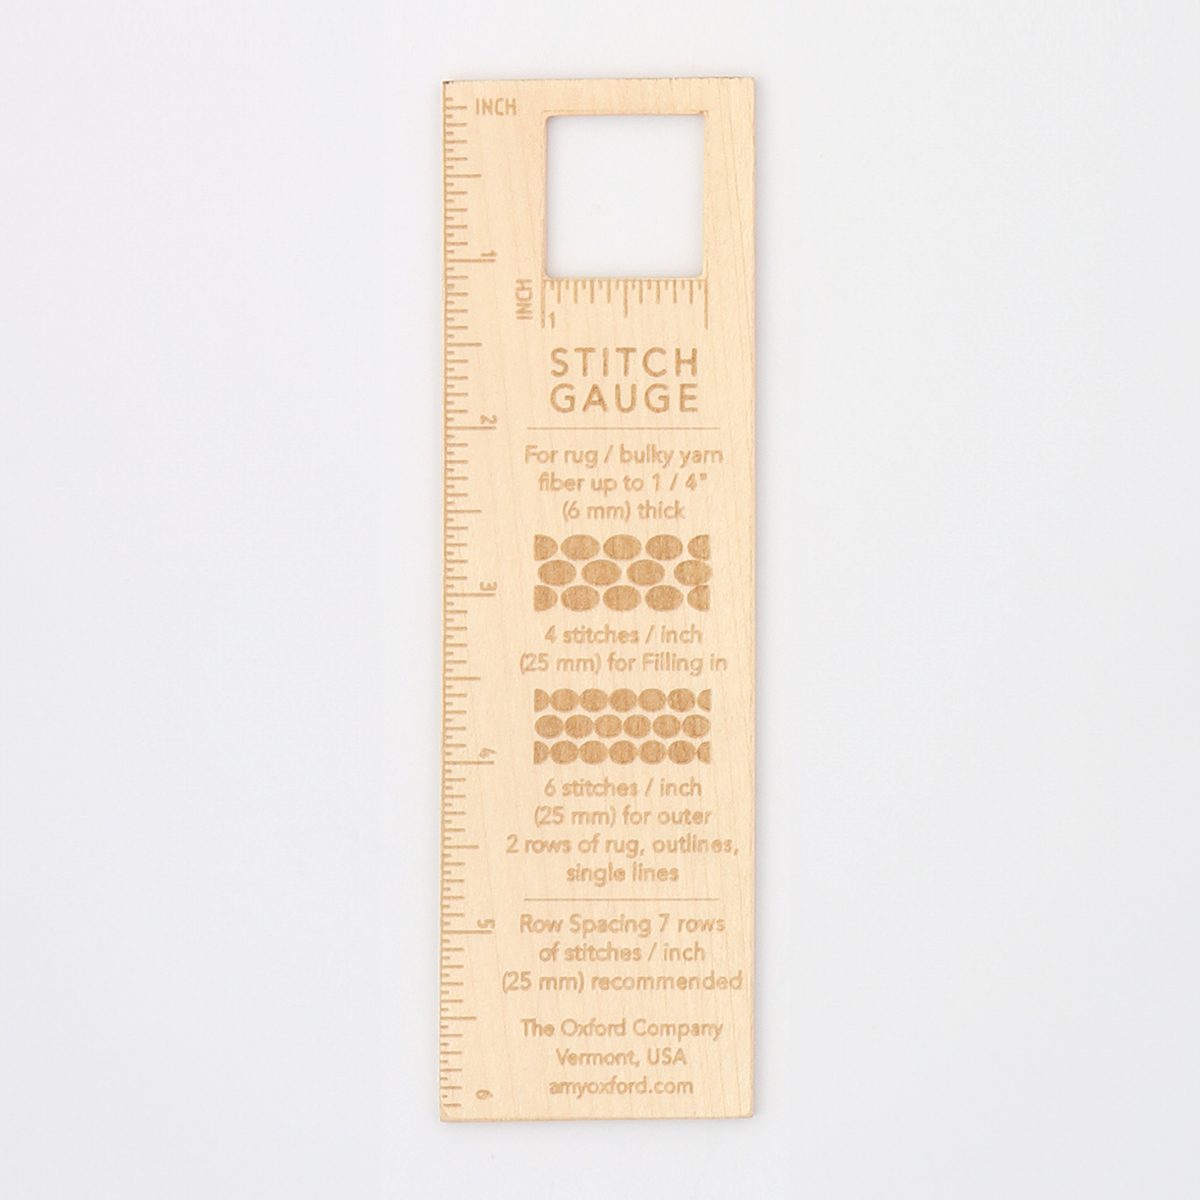 INCH
1
2
3
4
5
6
INCH
1
STITCH
GAUGE
For rug / bulky yarn
fiber up to 1 / 4"
(6 mm) thick
4 stitches / inch
(25 mm) for Filling in
6 stitches / inch
(25 mm) for outer
2 rows of rug, outlines,
single lines
Row Spacing 7 rows
of stitches / inch
(25 mm) recommended
The Oxford Company
Vermont, USA
amyoxford.com